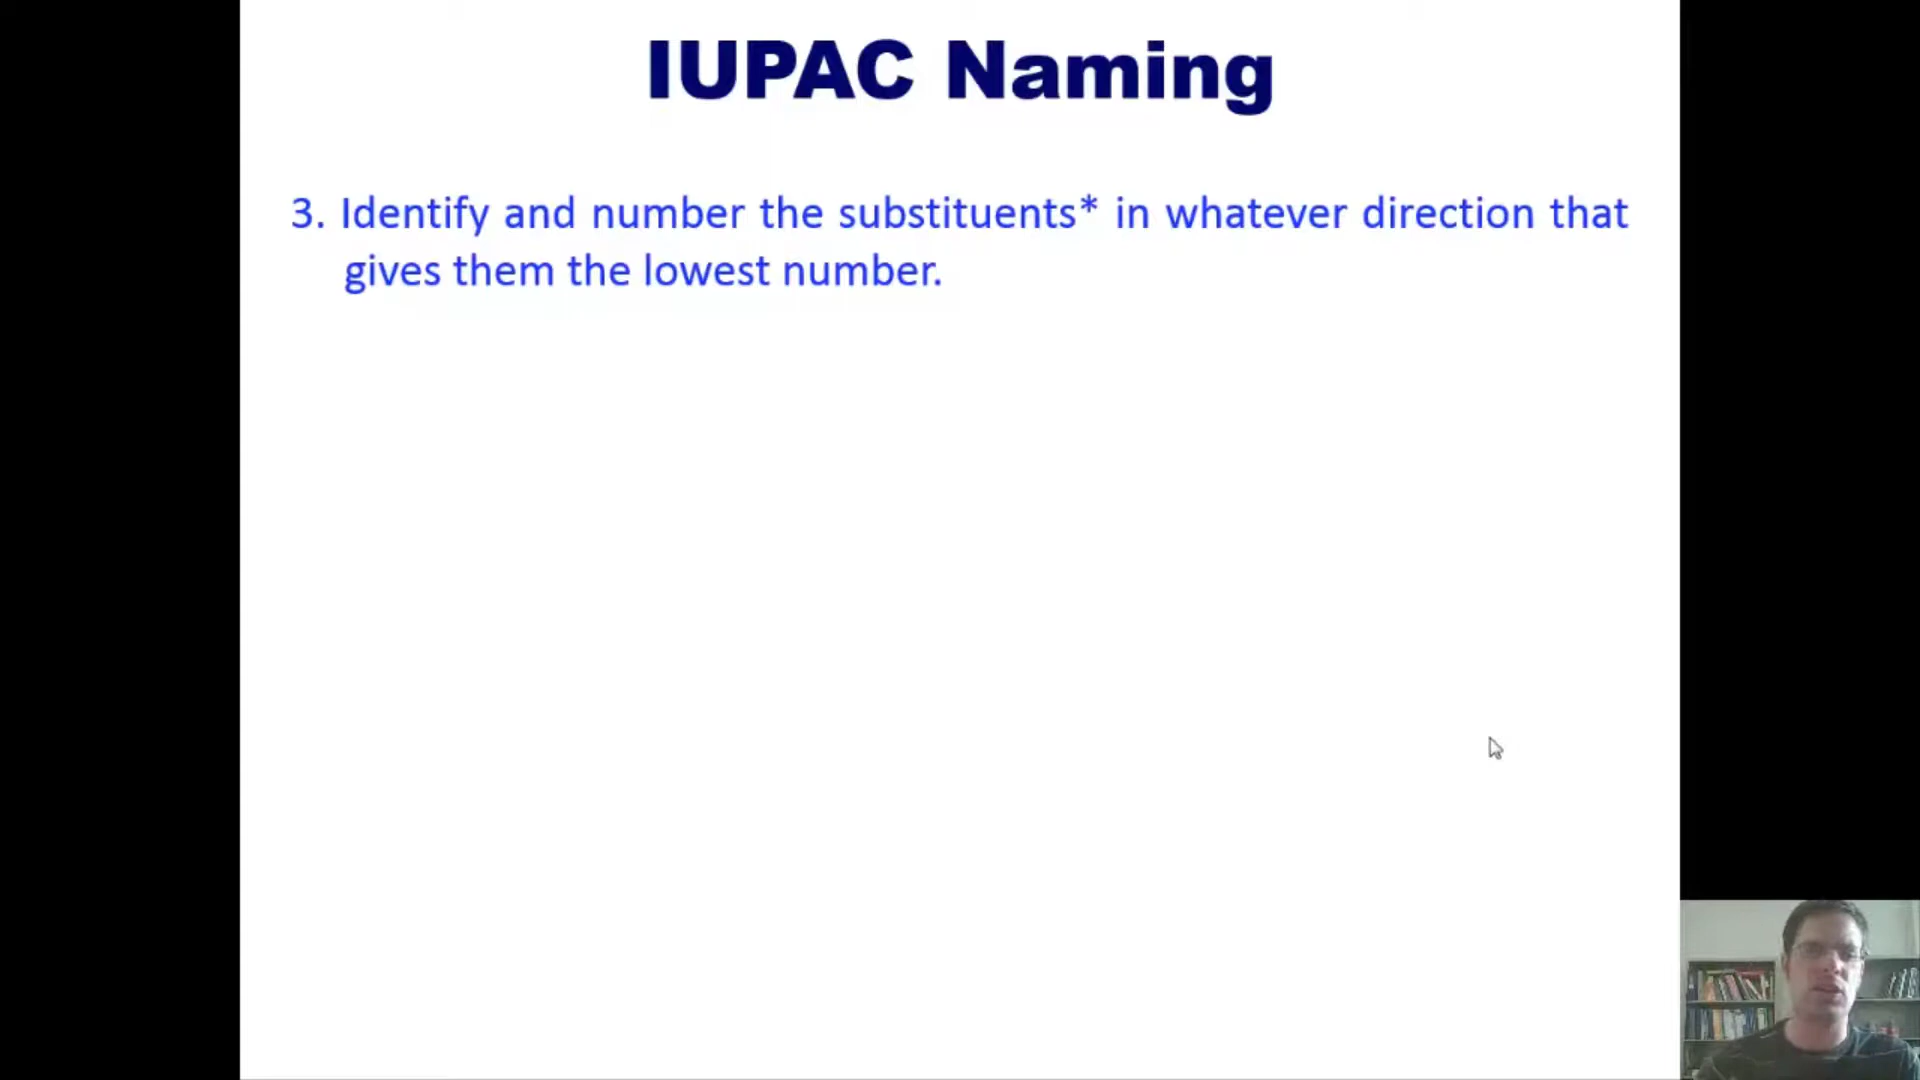 IUPAC Naming
3. Identify and number the substituents* in whatever direction that
gives them the lowest number.